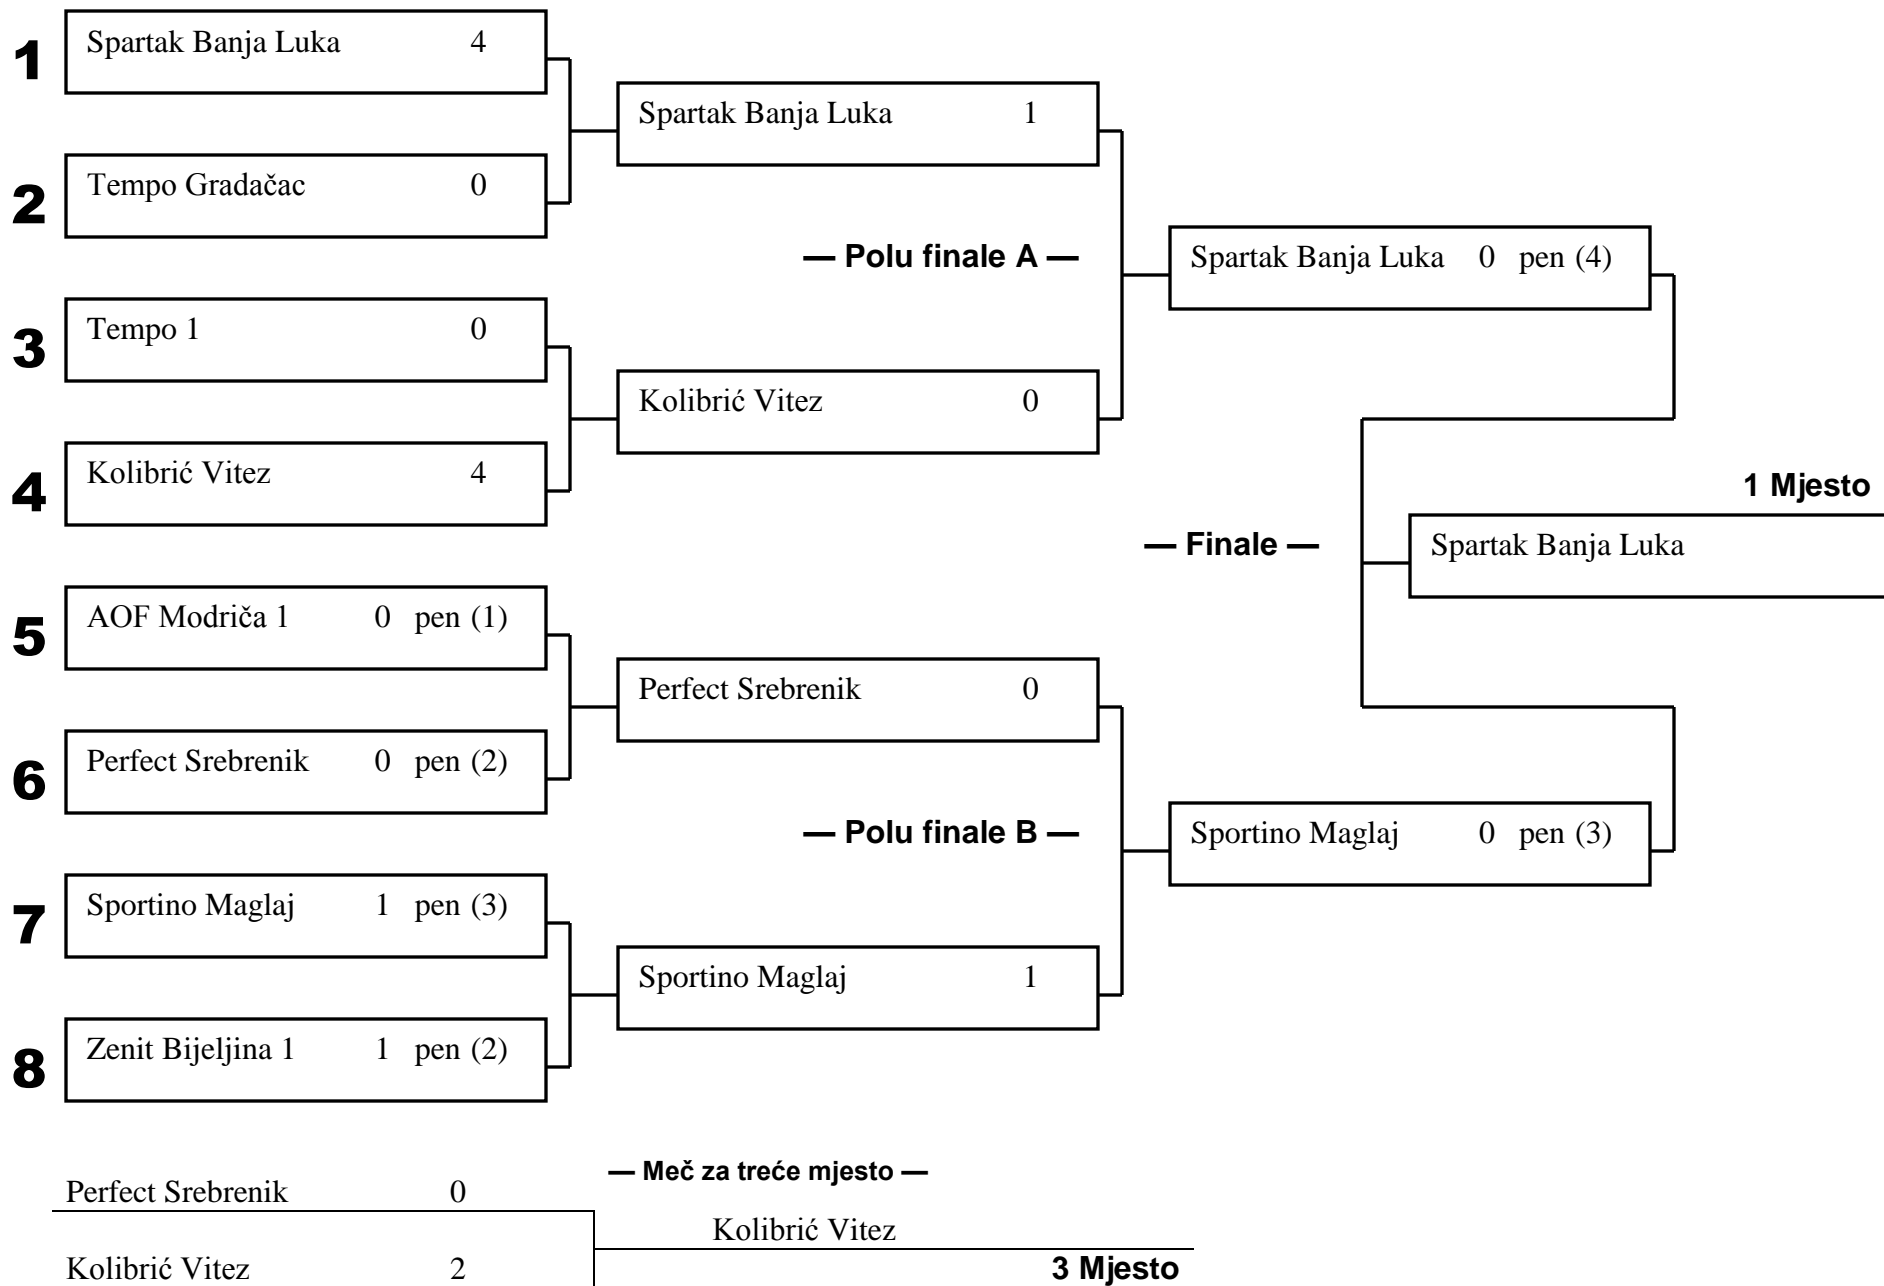 1 Spartak Banja Luka 4
Spartak Banja Luka 1
2 Tempo Gradačac 0
— Polu finale A —
Spartak Banja Luka 0 pen (4)
3 Tempo 1 0
Kolibrić Vitez 0
4 Kolibrić Vitez 4
1 Mjesto
— Finale —
Spartak Banja Luka
5 AOF Modriča 1 0 pen (1)
Perfect Srebrenik 0
6 Perfect Srebrenik 0 pen (2)
— Polu finale B —
Sportino Maglaj 0 pen (3)
7 Sportino Maglaj 1 pen (3)
Sportino Maglaj 1
8 Zenit Bijeljina 1 1 pen (2)
— Meč za treće mjesto —
Perfect Srebrenik 0
Kolibrić Vitez
Kolibrić Vitez 2
3 Mjesto